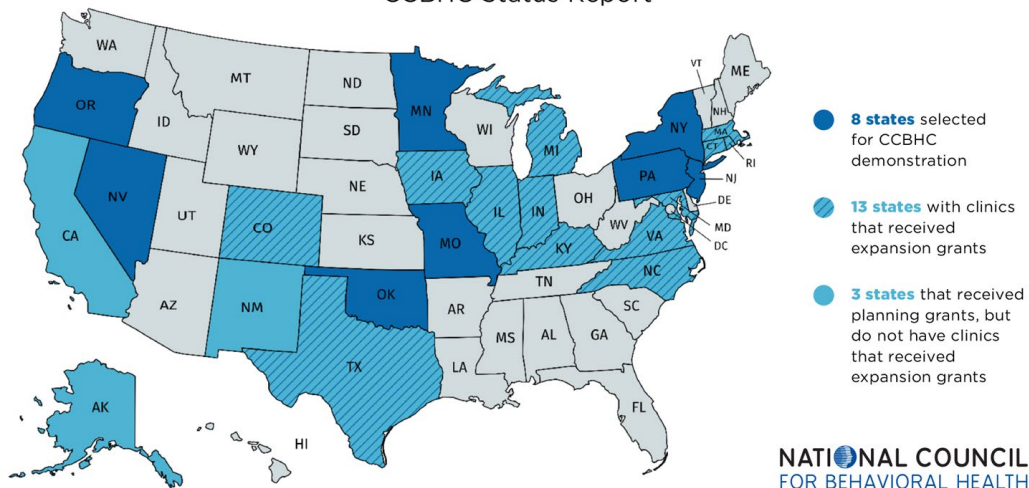 CCBHC Status Report
WA
MT
ND
MN
VT
ME
OR
ID
SD
WI
NH
WY
MI
NY
MA
CT
RI
NV
NE
IA
PA
NJ
UT
IL
IN
OH
DE
CA
CO
KS
MO
WV
VA
MD
DC
KY
AZ
NM
OK
AR
TN
NC
SC
TX
LA
MS
AL
GA
AK
HI
FL
8 states selected
for CCBHC
demonstration
13 states with clinics
that received
expansion grants
3 states that received
planning grants, but
do not have clinics
that received
expansion grants
NATIONAL COUNCIL
FOR BEHAVIORAL HEALTH